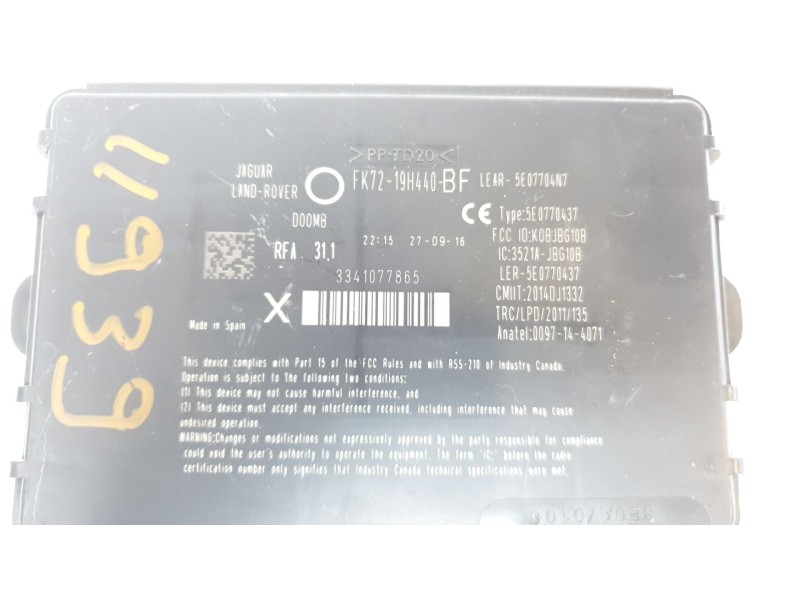 >PP-TD20<
JAGUAR
LAND-ROVER
FK72-19H440-BF LEAR- 5E07704N7
D00MB
CE Type:5E0770437
RFA 31.1
22:15 27-09-16
FCC ID:KOBJBG10B
IC:3521A-JBG10B
3341077865
LER-5E0770437
CMIIT:2014DJ1332
X
TRC/LPD/2011/135
Made in Spain
Anatel:0097-14-4071
This device complies with Part 15 of the FCC Rules and with RSS-210 of Industry Canada.
Operation is subject to the following two conditions:
(1) This device may not cause harmful interference, and
(2) This device must accept any interference received, including interference that may cause
undesired operation.
WARNING:Changes or modifications not expressively approved by the party responsible for compliance
could void the user's authority to operate the equipment. The term "IC:" before the radio
certification number only signifies that Industry Canada technical specifications were not.